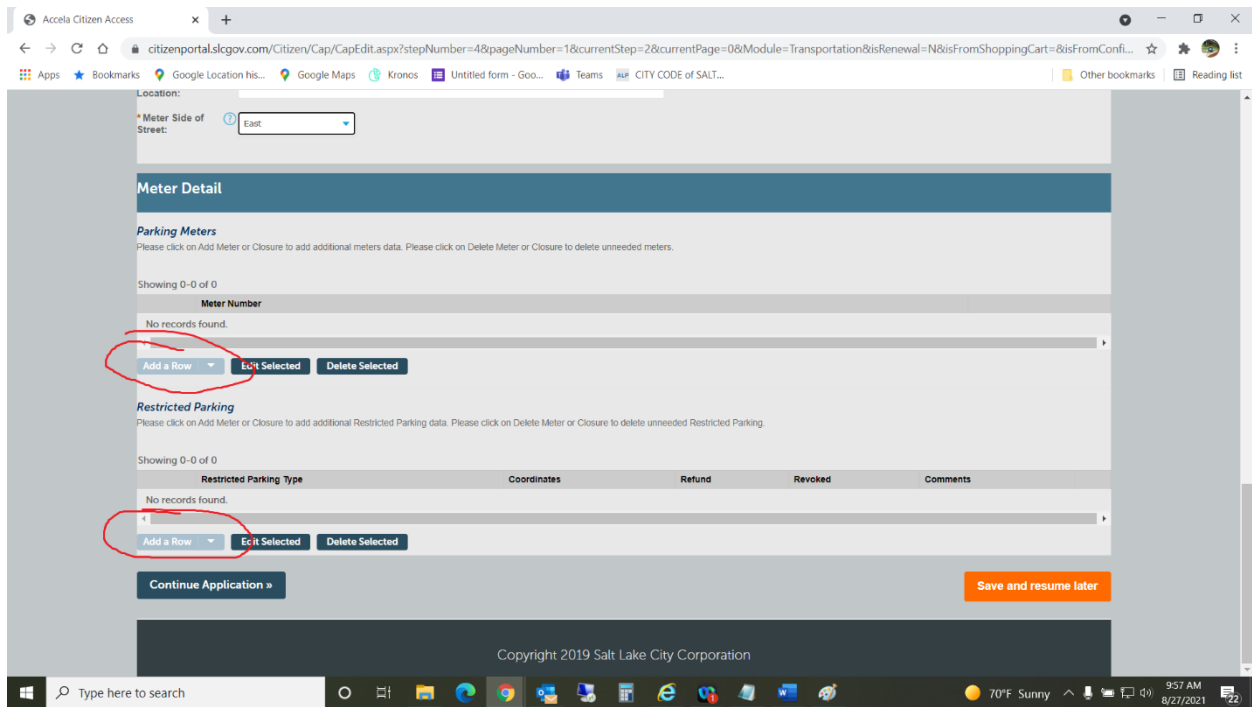 Accela Citizen Access
citizenportal.slcgov.com/Citizen/Cap/CapEdit.aspx?stepNumber=4&pageNumber=1&currentStep=2&currentPage=0&Module=Transportation&isRenewal=N&isFromShoppingCart=&isFromConfi...
Apps Bookmarks Google Location his... Google Maps Kronos Untitled form - Goo... Teams ALP CITY CODE of SALT... Other bookmarks Reading list
Location:
*Meter Side of Street: ? East
Meter Detail
Parking Meters
Please click on Add Meter or Closure to add additional meters data. Please click on Delete Meter or Closure to delete unneeded meters.
Showing 0-0 of 0
Meter Number
No records found.
Add a Row Edit Selected Delete Selected
Restricted Parking
Please click on Add Meter or Closure to add additional Restricted Parking data. Please click on Delete Meter or Closure to delete unneeded Restricted Parking.
Showing 0-0 of 0
Restricted Parking Type Coordinates Refund Revoked Comments
No records found.
Add a Row Edit Selected Delete Selected
Continue Application » Save and resume later
Copyright 2019 Salt Lake City Corporation
Type here to search 70°F Sunny 9:57 AM
8/27/2021 22